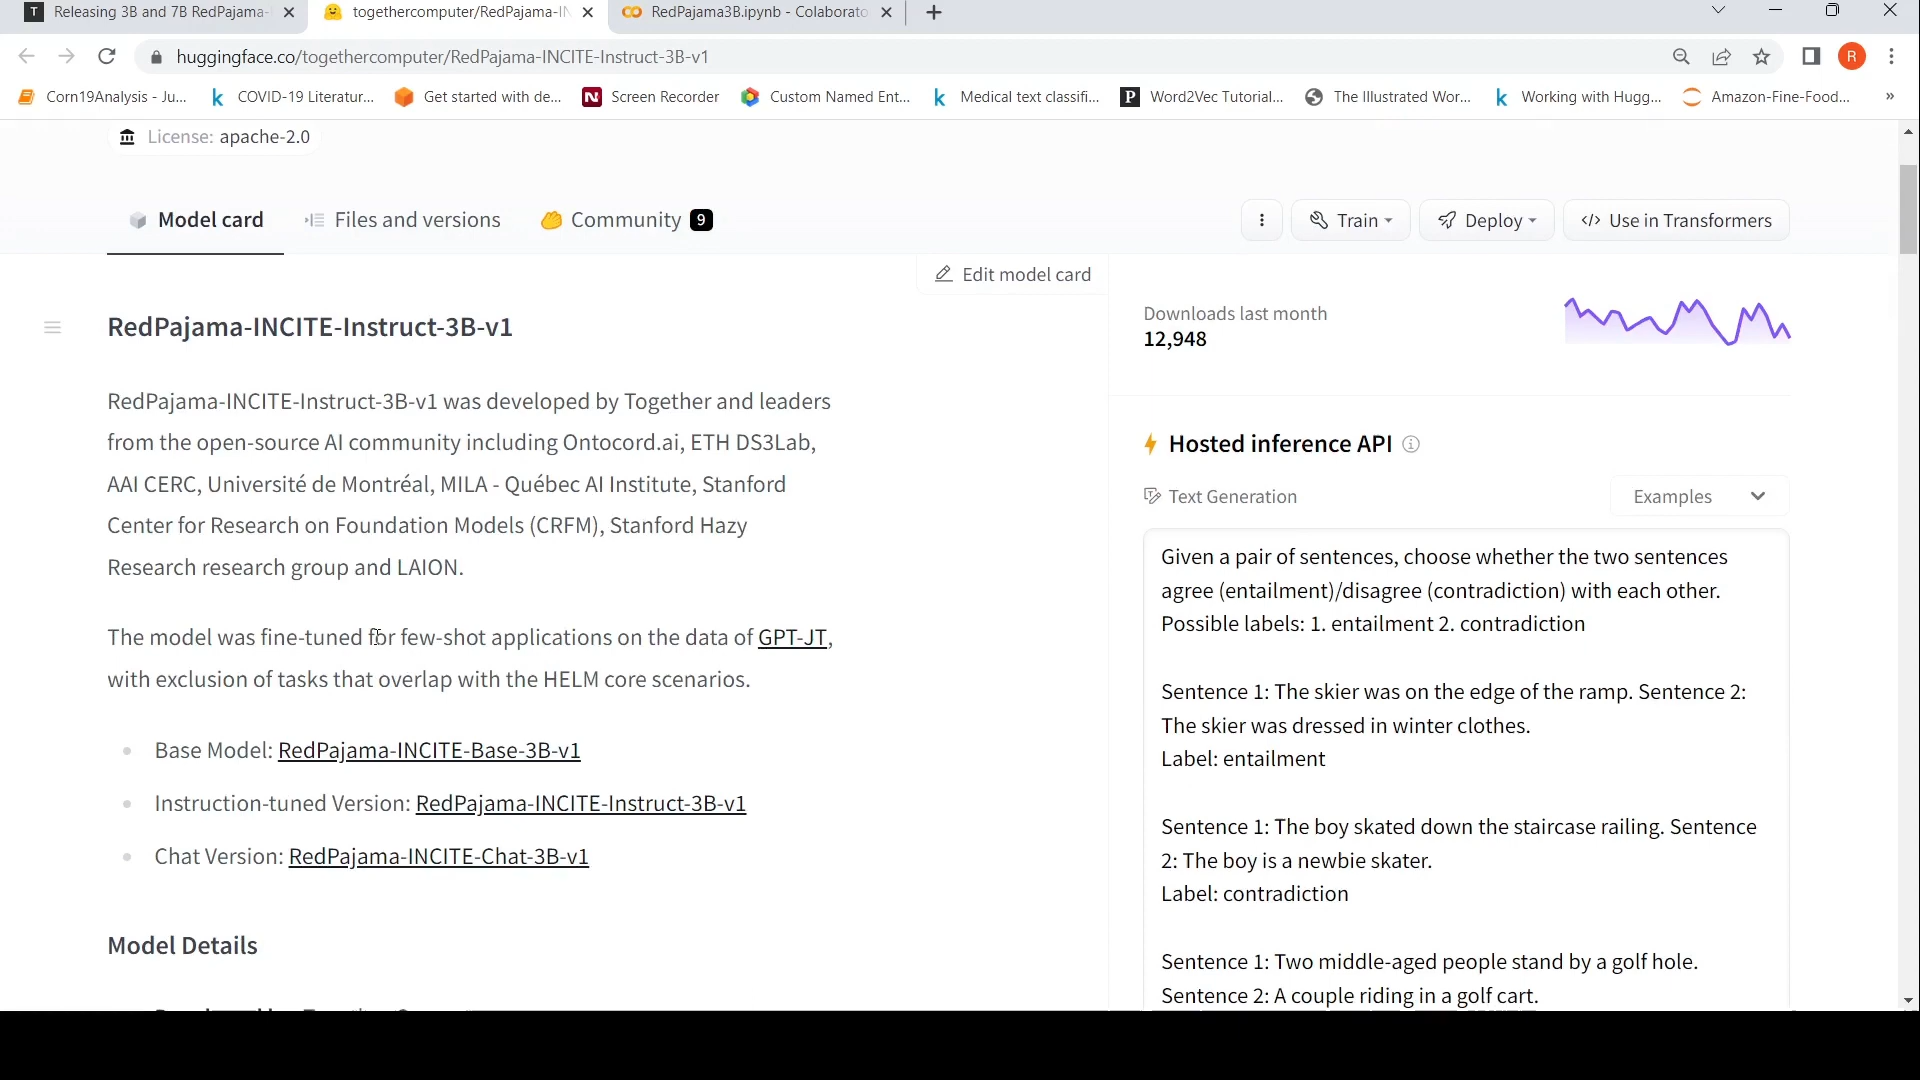 T Releasing 3B and 7B RedPajama-
togethercomputer/RedPajama-IN
RedPajama3B.ipynb - Colaborato
huggingface.co/togethercomputer/RedPajama-INCITE-Instruct-3B-v1
R
Corn19Analysis - Ju...
k COVID-19 Literatur...
Get started with de...
N Screen Recorder
Custom Named Ent...
k Medical text classifi...
P Word2Vec Tutorial...
The Illustrated Wor...
k Working with Hugg...
Amazon-Fine-Food...
»
License: apache-2.0
Model card
Files and versions
Community 9
Train
Deploy
</> Use in Transformers
Edit model card
RedPajama-INCITE-Instruct-3B-v1
RedPajama-INCITE-Instruct-3B-v1 was developed by Together and leaders
from the open-source AI community including Ontocord.ai, ETH DS3Lab,
AAI CERC, Université de Montréal, MILA - Québec AI Institute, Stanford
Center for Research on Foundation Models (CRFM), Stanford Hazy
Research research group and LAION.
The model was fine-tuned for few-shot applications on the data of GPT-JT,
with exclusion of tasks that overlap with the HELM core scenarios.
Base Model: RedPajama-INCITE-Base-3B-v1
Instruction-tuned Version: RedPajama-INCITE-Instruct-3B-v1
Chat Version: RedPajama-INCITE-Chat-3B-v1
Model Details
Downloads last month
12,948
Hosted inference API
Text Generation
Examples
Given a pair of sentences, choose whether the two sentences
agree (entailment)/disagree (contradiction) with each other.
Possible labels: 1. entailment 2. contradiction
Sentence 1: The skier was on the edge of the ramp. Sentence 2:
The skier was dressed in winter clothes.
Label: entailment
Sentence 1: The boy skated down the staircase railing. Sentence
2: The boy is a newbie skater.
Label: contradiction
Sentence 1: Two middle-aged people stand by a golf hole.
Sentence 2: A couple riding in a golf cart.